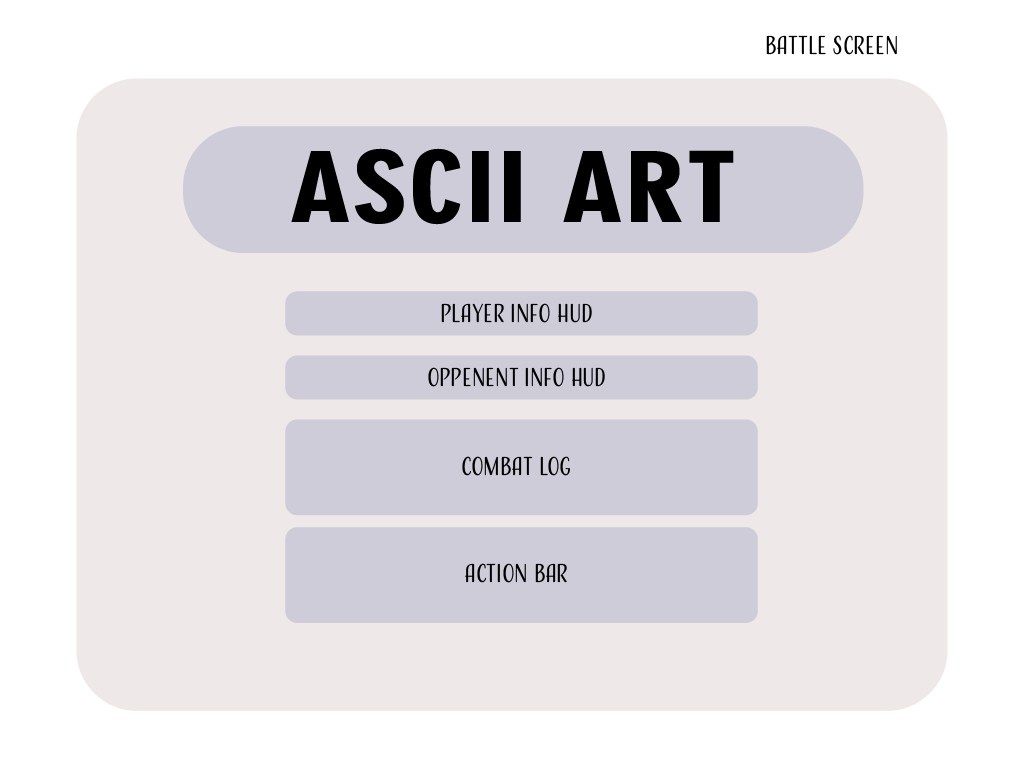 BATTLE SCREEN
ASCII ART
PLAYER INFO HUD
OPPENENT INFO HUD
COMBAT LOG
ACTION BAR